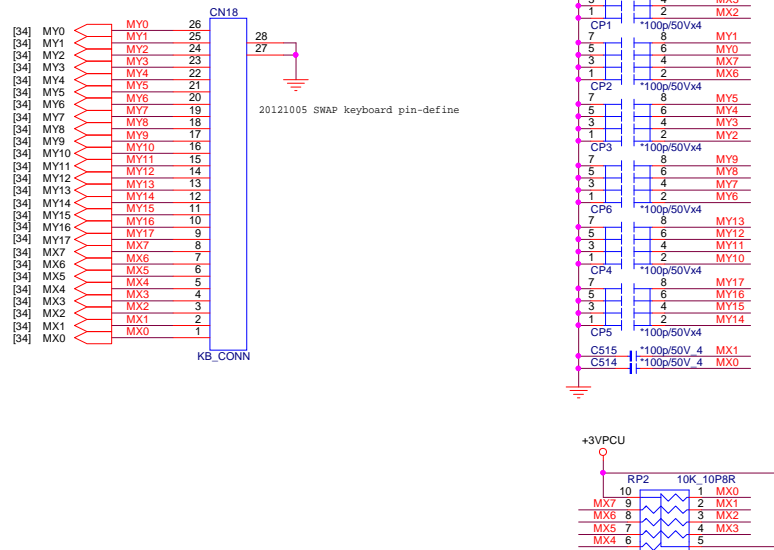 CN18
[34] MY0 MY0 26
[34] MY1 MY1 25 28
[34] MY2 MY2 24 27
[34] MY3 MY3 23
[34] MY4 MY4 22
[34] MY5 MY5 21
[34] MY6 MY6 20
[34] MY7 MY7 19
[34] MY8 MY8 18
[34] MY9 MY9 17
[34] MY10 MY10 16
[34] MY11 MY11 15
[34] MY12 MY12 14
[34] MY13 MY13 13
[34] MY14 MY14 12
[34] MY15 MY15 11
[34] MY16 MY16 10
[34] MY17 MY17 9
[34] MX7 MX7 8
[34] MX6 MX6 7
[34] MX5 MX5 6
[34] MX4 MX4 5
[34] MX3 MX3 4
[34] MX2 MX2 3
[34] MX1 MX1 2
[34] MX0 MX0 1
KB_CONN
20121005 SWAP keyboard pin-define
1 2 MX2
CP1 *100p/50Vx4
7 8 MY1
5 6 MY0
3 4 MX7
1 2 MX6
CP2 *100p/50Vx4
7 8 MY5
5 6 MY4
3 4 MY3
1 2 MY2
CP3 *100p/50Vx4
7 8 MY9
5 6 MY8
3 4 MY7
1 2 MY6
CP6 *100p/50Vx4
7 8 MY13
5 6 MY12
3 4 MY11
1 2 MY10
CP4 *100p/50Vx4
7 8 MY17
5 6 MY16
3 4 MY15
1 2 MY14
CP5 *100p/50Vx4
C515 *100p/50V_4 MX1
C514 *100p/50V_4 MX0
+3VPCU
RP2 10K_10P8R
10 1 MX0
MX7 9 2 MX1
MX6 8 3 MX2
MX5 7 4 MX3
MX4 6 5